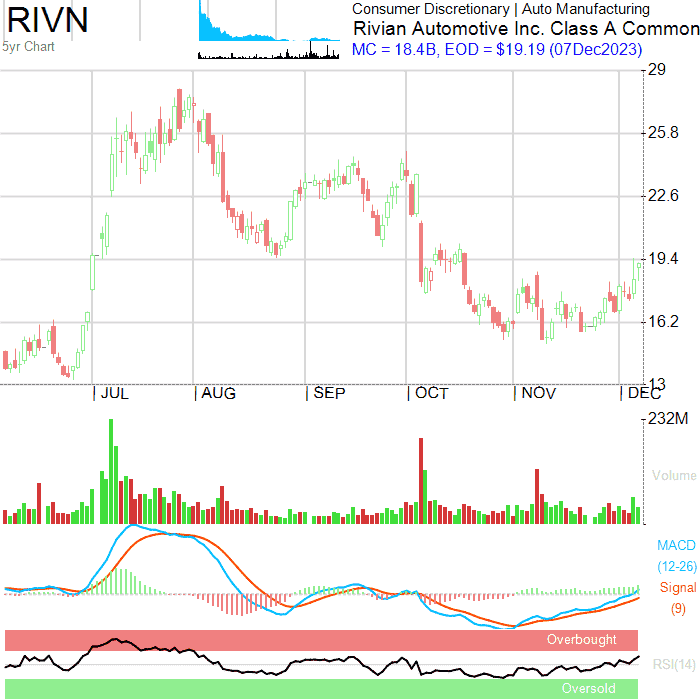 RIVN
5yr Chart
Consumer Discretionary | Auto Manufacturing
Rivian Automotive Inc. Class A Common
MC = 18.4B, EOD = $19.19 (07Dec2023)
29
25.8
22.6
19.4
16.2
13
JUL AUG SEP OCT NOV DEC
232M
Volume
MACD
(12-26)
Signal
(9)
Overbought
RSI(14)
Oversold